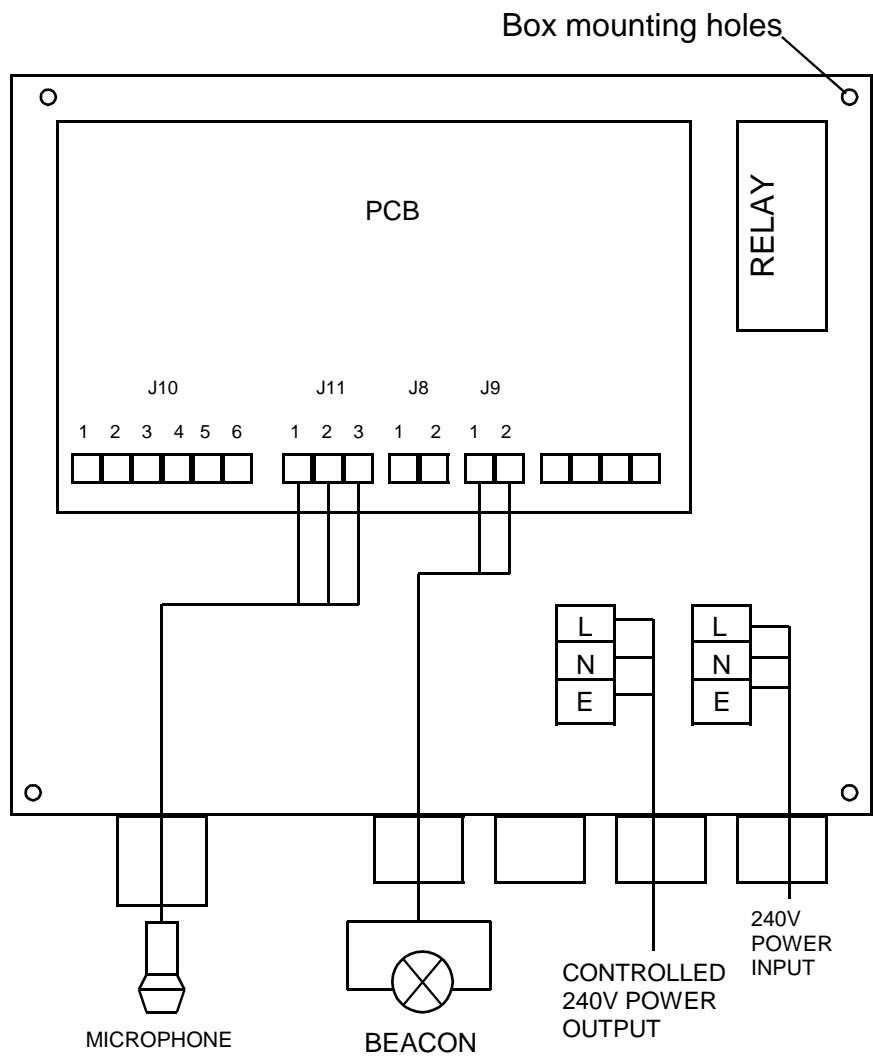 Box mounting holes
RELAY
PCB
J10 J11 J8 J9
1 2 3 4 5 6 1 2 3 1 2 1 2
L L
N N
E E
240V
POWER
INPUT
CONTROLLED
240V POWER
OUTPUT
MICROPHONE
BEACON